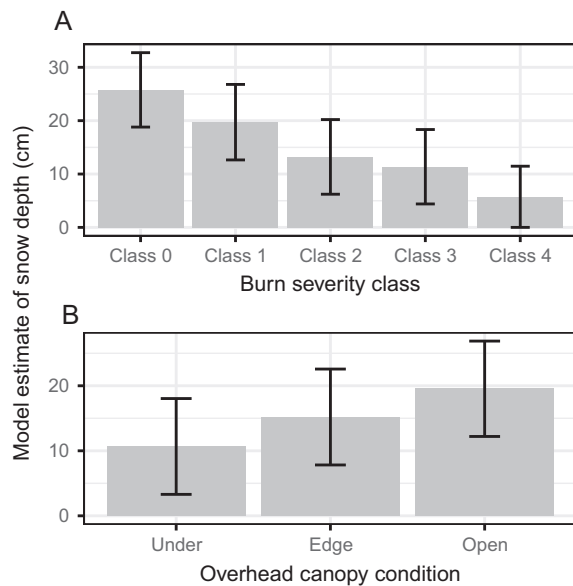 A
30
20
10
0
Class 0 Class 1 Class 2 Class 3 Class 4
Burn severity class
Model estimate of snow depth (cm)
B
20
10
0
Under Edge Open
Overhead canopy condition